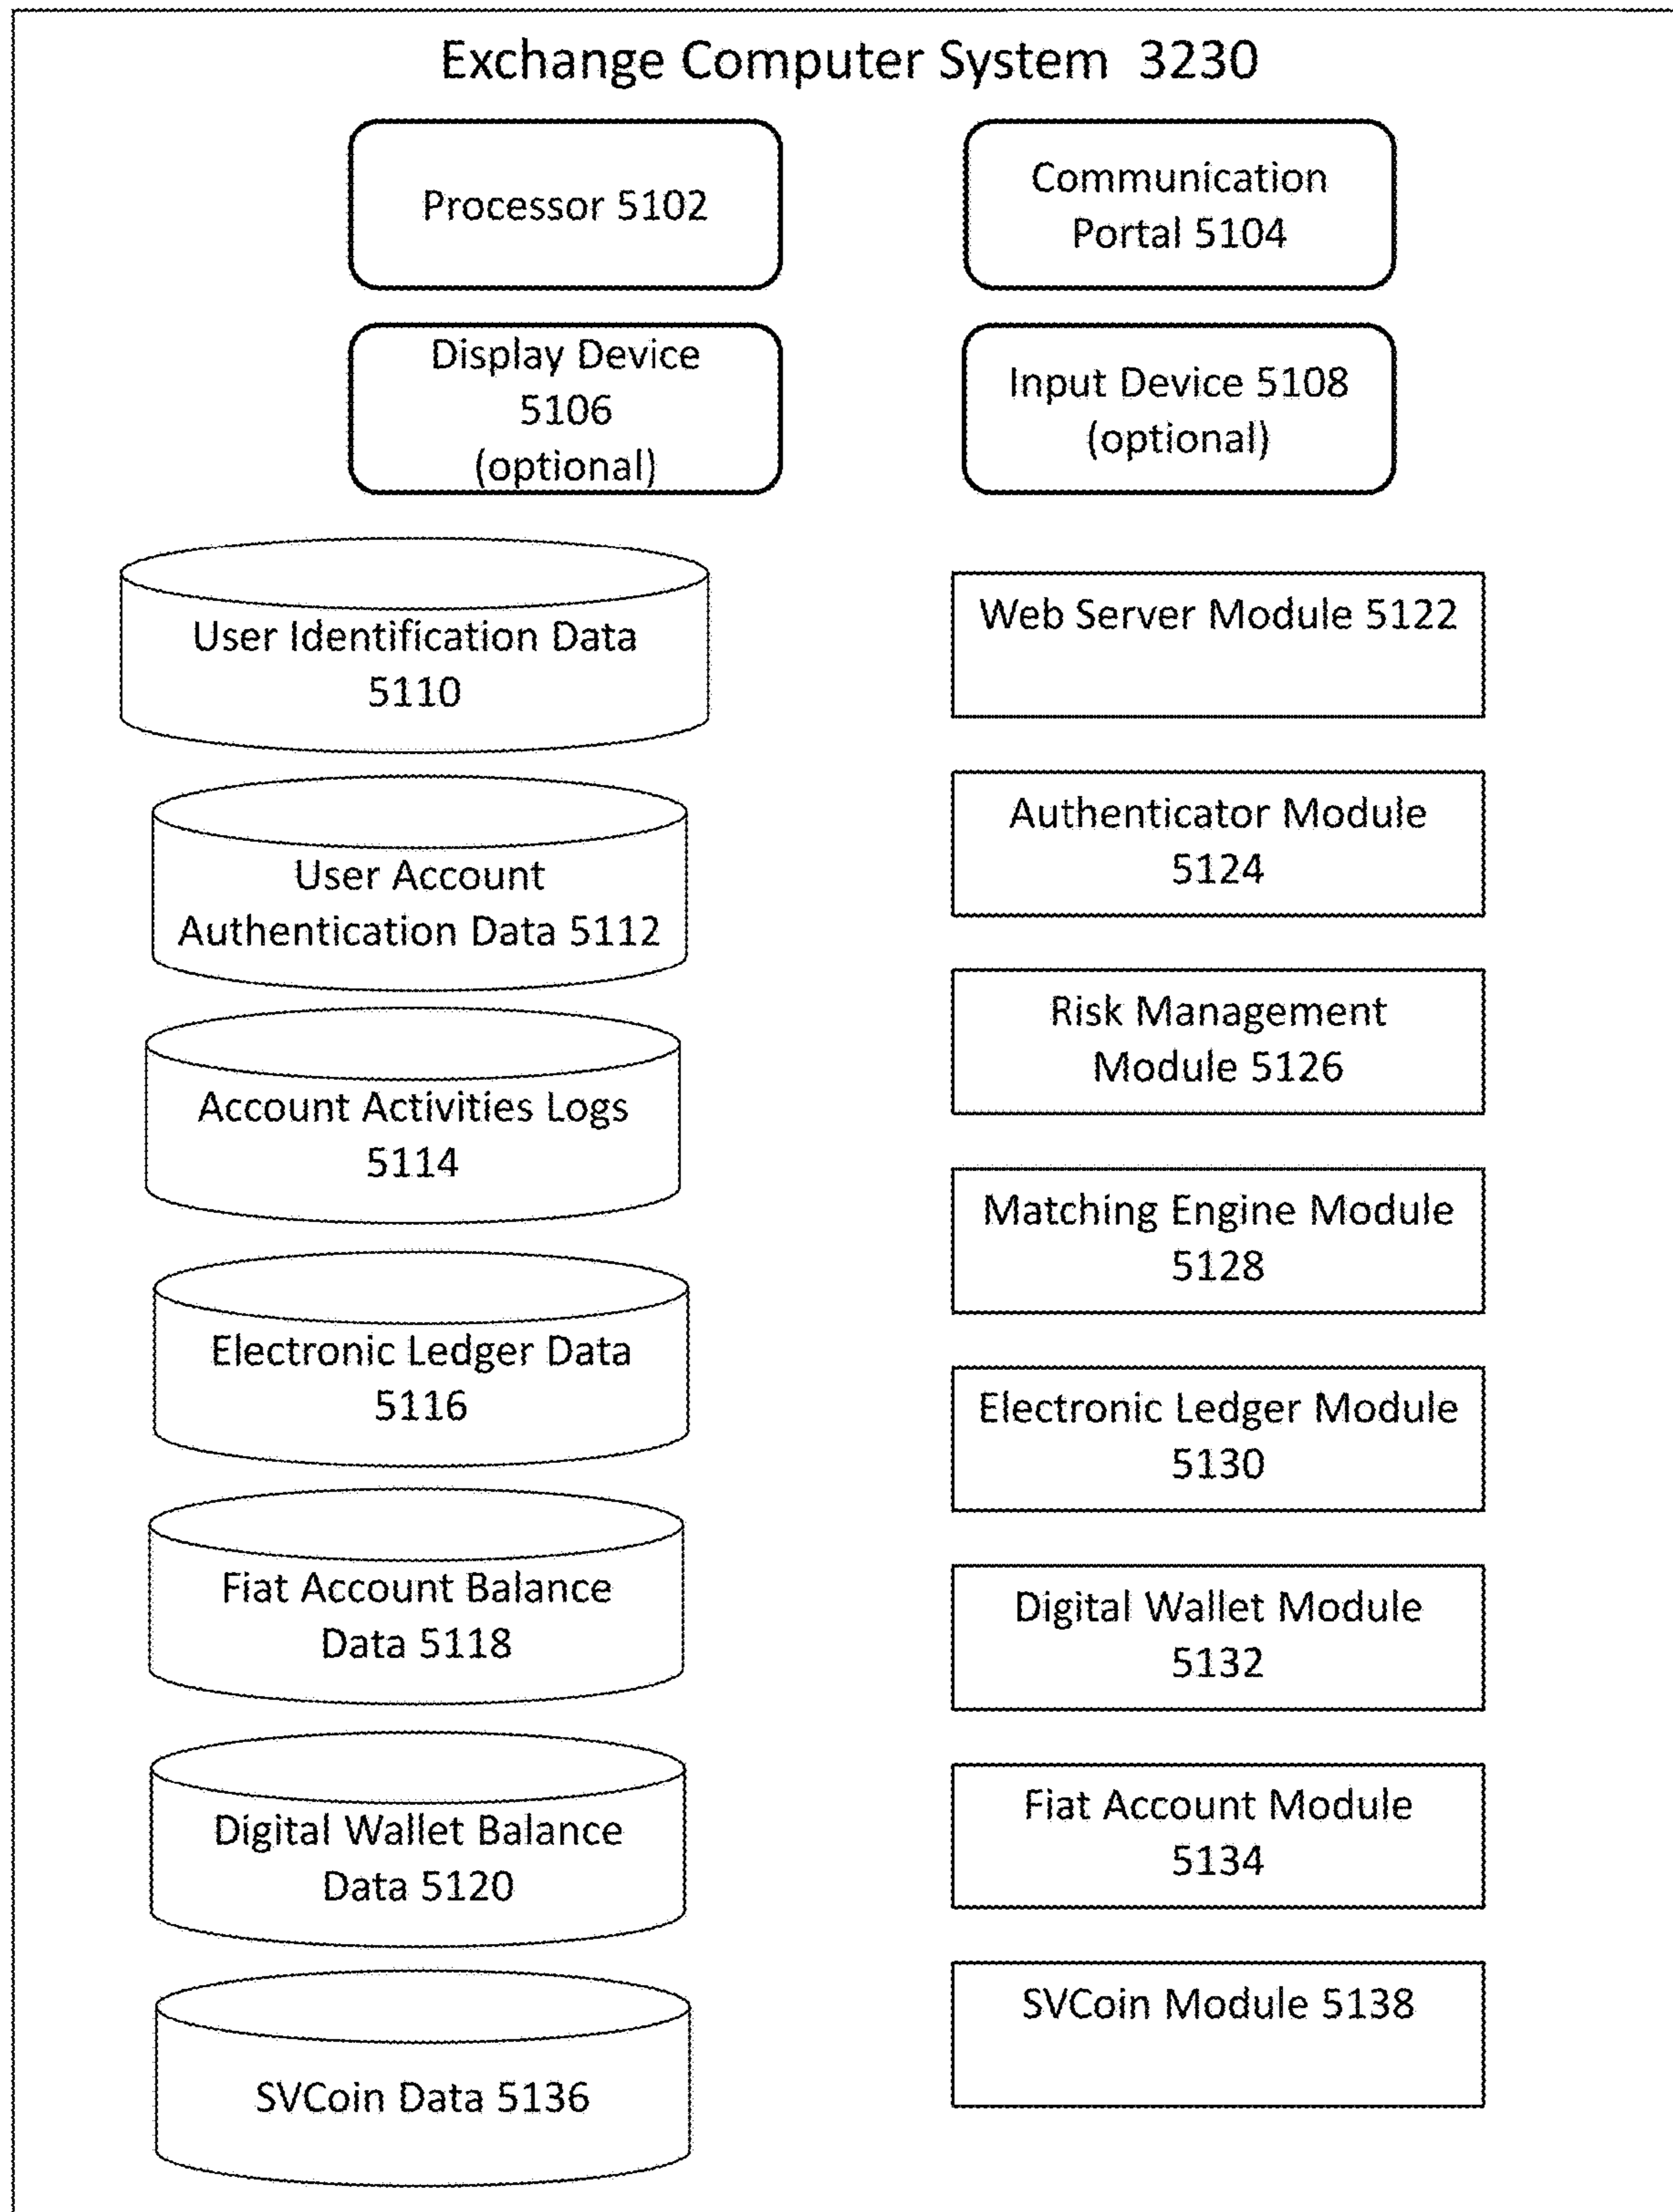 Exchange Computer System 3230
Processor 5102
Communication
Portal 5104
Display Device
5106
(optional)
Input Device 5108
(optional)
User Identification Data
5110
User Account
Authentication Data 5112
Account Activities Logs
5114
Electronic Ledger Data
5116
Fiat Account Balance
Data 5118
Digital Wallet Balance
Data 5120
SVCoin Data 5136
Web Server Module 5122
Authenticator Module
5124
Risk Management
Module 5126
Matching Engine Module
5128
Electronic Ledger Module
5130
Digital Wallet Module
5132
Fiat Account Module
5134
SVCoin Module 5138